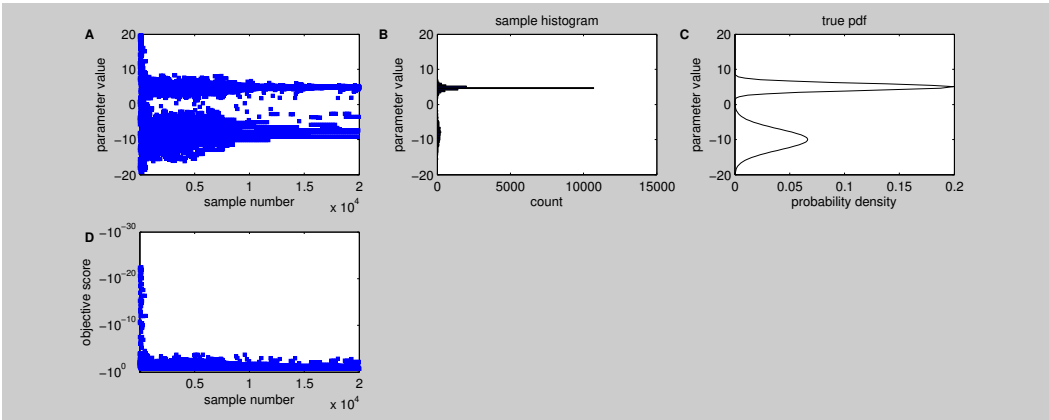 A
20
10
0
−10
−20
parameter value
0.5
1
1.5
2
sample number
x 10^4
sample histogram
B
20
10
0
−10
−20
parameter value
0
5000
10000
15000
count
true pdf
C
20
10
0
−10
−20
parameter value
0
0.05
0.1
0.15
0.2
probability density
D
−10^−30
−10^−20
−10^−10
−10^0
objective score
0.5
1
1.5
2
sample number
x 10^4